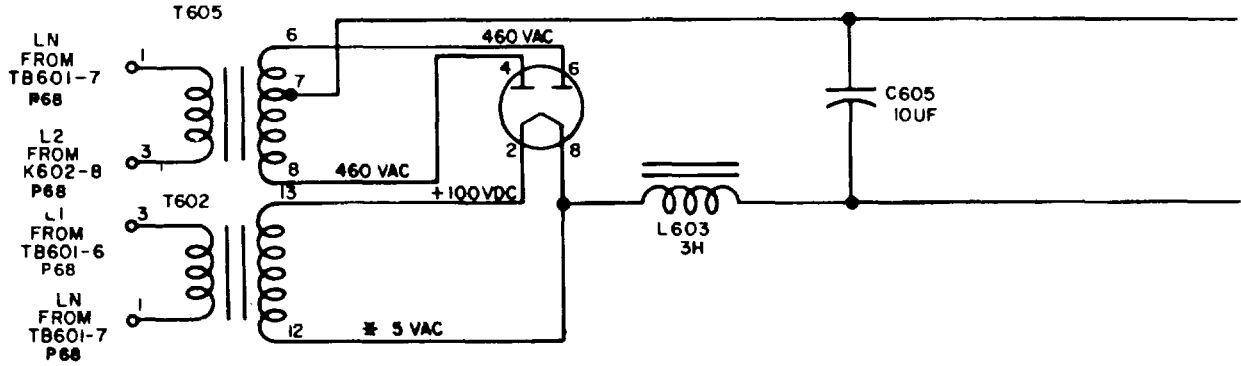 T605
LN
FROM
TB601-7
P68
1
L2
FROM
K602-8
P68
3
6
7
8
460 VAC
460 VAC
4
6
2
8
C605
10UF
T602
L1
FROM
TB601-6
P68
3
LN
FROM
TB601-7
P68
1
13
+100VDC
12
* 5 VAC
L603
3H